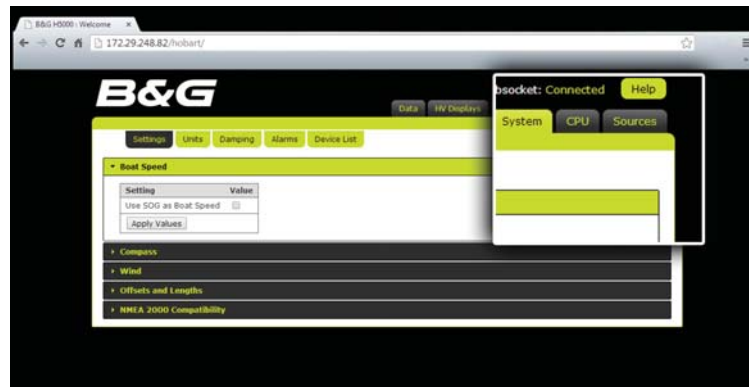 B&G H5000 : Welcome
172.29.248.82/hobart/
B&G
Data HV Displays
bsocket: Connected Help
System CPU Sources
Settings Units Damping Alarms Device List
Boat Speed
Setting Value
Use SOG as Boat Speed
Apply Values
Compass
Wind
Offsets and Lengths
NMEA 2000 Compatibility